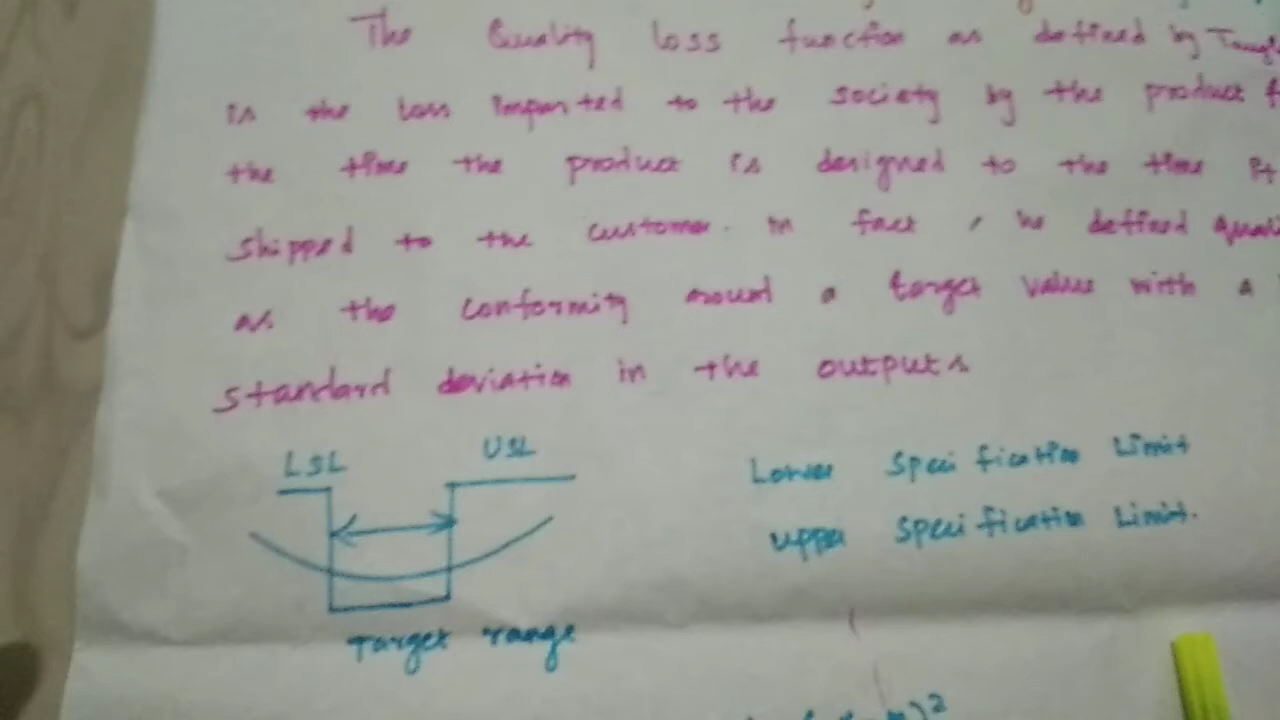 The Quality loss function as defined by
is the loss imparted to the society by the product
the time the product is designed to the time it
shipped to the customer. In fact, he defined
as the conformity around a target value with a
standard deviation in the outputs
LSL USL
Lower Specification Limit
Upper Specification Limit.
Target range
)²